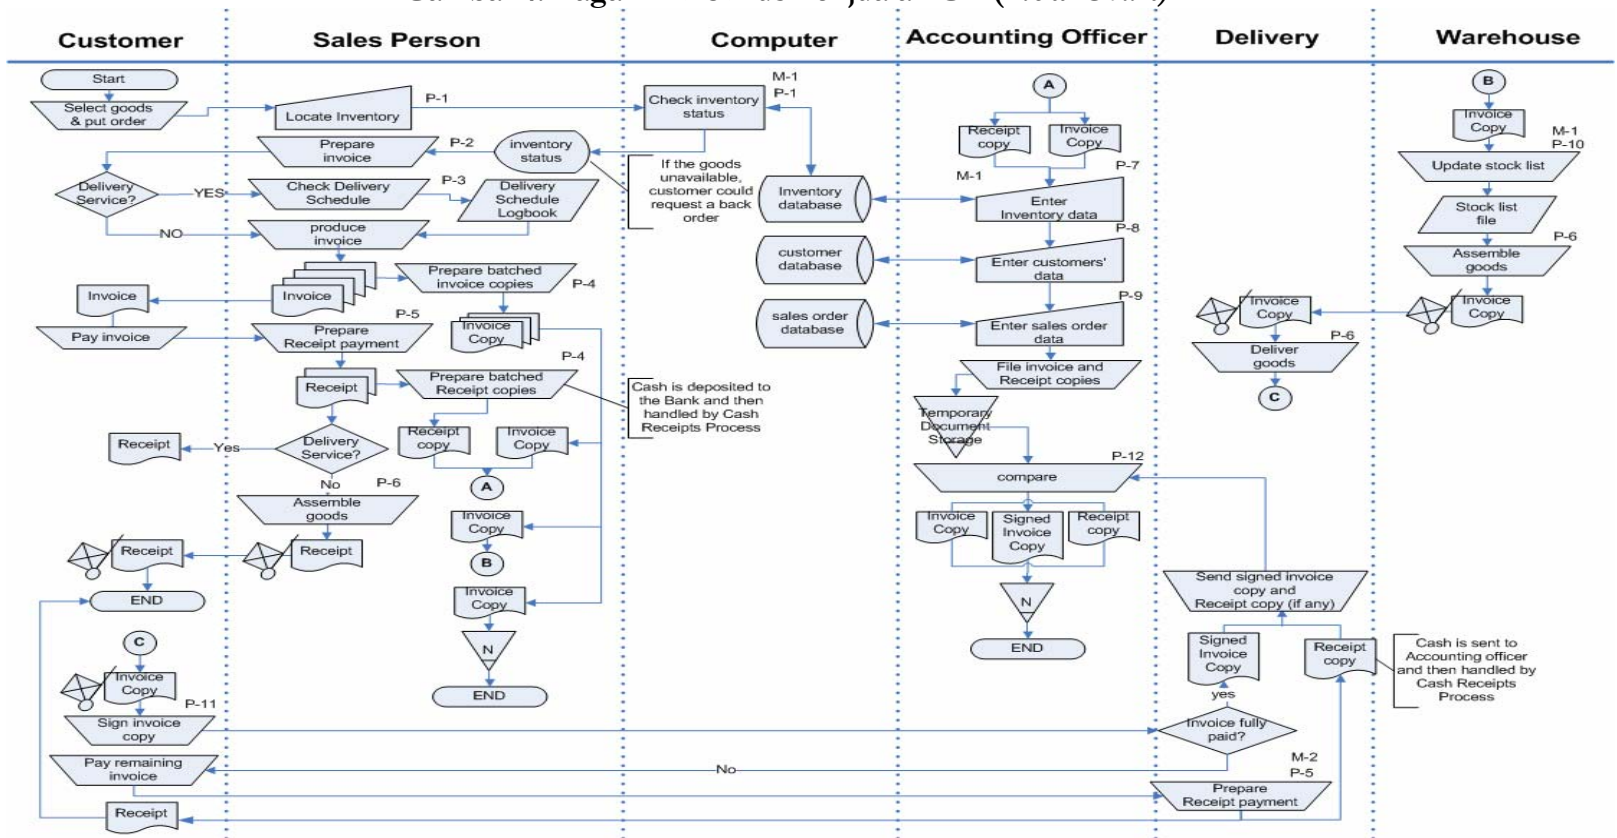 Customer
Sales Person
Computer
Accounting Officer
Delivery
Warehouse
Start
Select goods
& put order
Locate Inventory
P-1
Check inventory
status
M-1
P-1
Prepare
invoice
P-2
inventory
status
If the goods
unavailable,
customer could
request a back
order
Delivery
Service?
YES
Check Delivery
Schedule
P-3
Delivery
Schedule
Logbook
NO
produce
invoice
Invoice
Prepare batched
invoice copies
P-4
Invoice
Pay invoice
P-5
Prepare
Receipt payment
Invoice
Copy
Receipt
P-4
Prepare batched
Receipt copies
Cash is deposited to
the Bank and then
handled by Cash
Receipts Process
Receipt
Yes
Delivery
Service?
No
Receipt
copy
Invoice
Copy
A
P-6
Assemble
goods
Invoice
Copy
B
Receipt
Receipt
END
Invoice
Copy
N
END
C
Invoice
Copy
P-11
Sign invoice
copy
Pay remaining
invoice
No
Receipt
Inventory
database
customer
database
sales order
database
A
Receipt
copy
Invoice
Copy
P-7
M-1
Enter
Inventory data
P-8
Enter customers'
data
P-9
Enter sales order
data
File invoice and
Receipt copies
Temporary
Document
Storage
P-12
compare
Invoice
Copy
Signed
Invoice
Copy
Receipt
copy
N
END
Invoice
Copy
P-6
Deliver
goods
C
Send signed invoice
copy and
Receipt copy (if any)
Signed
Invoice
Copy
Receipt
copy
Cash is sent to
Accounting officer
and then handled by
Cash Receipts
Process
yes
Invoice fully
paid?
M-2
P-5
Prepare
Receipt payment
B
Invoice
Copy
M-1
P-10
Update stock list
Stock list
file
P-6
Assemble
goods
Invoice
Copy